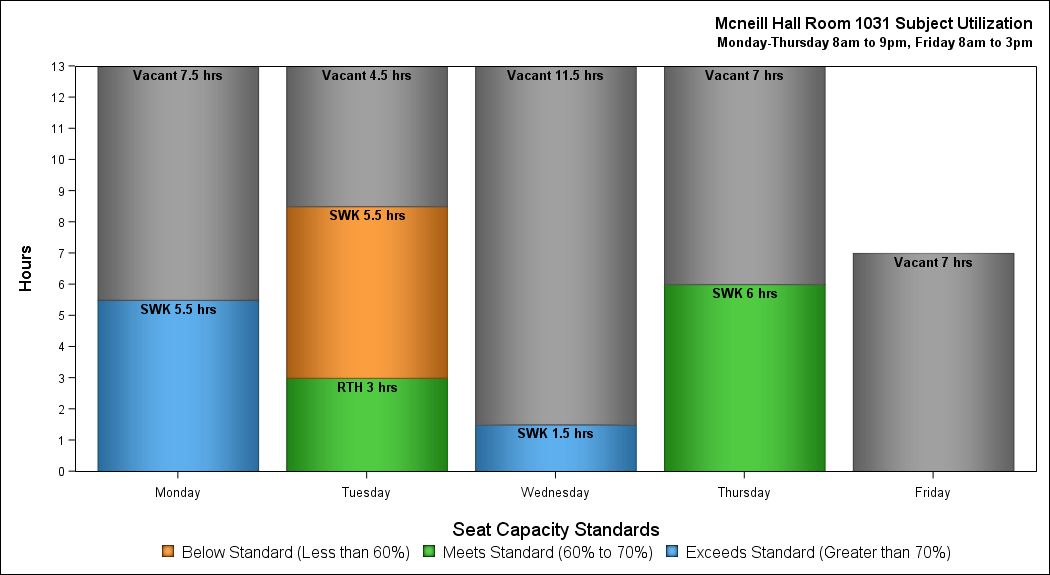 Mcneill Hall Room 1031 Subject Utilization
Monday-Thursday 8am to 9pm, Friday 8am to 3pm
Hours
13
12
11
10
9
8
7
6
5
4
3
2
1
0
Vacant 7.5 hrs
SWK 5.5 hrs
Vacant 4.5 hrs
SWK 5.5 hrs
RTH 3 hrs
Vacant 11.5 hrs
SWK 1.5 hrs
Vacant 7 hrs
SWK 6 hrs
Vacant 7 hrs
Monday Tuesday Wednesday Thursday Friday
Seat Capacity Standards
Below Standard (Less than 60%) Meets Standard (60% to 70%) Exceeds Standard (Greater than 70%)